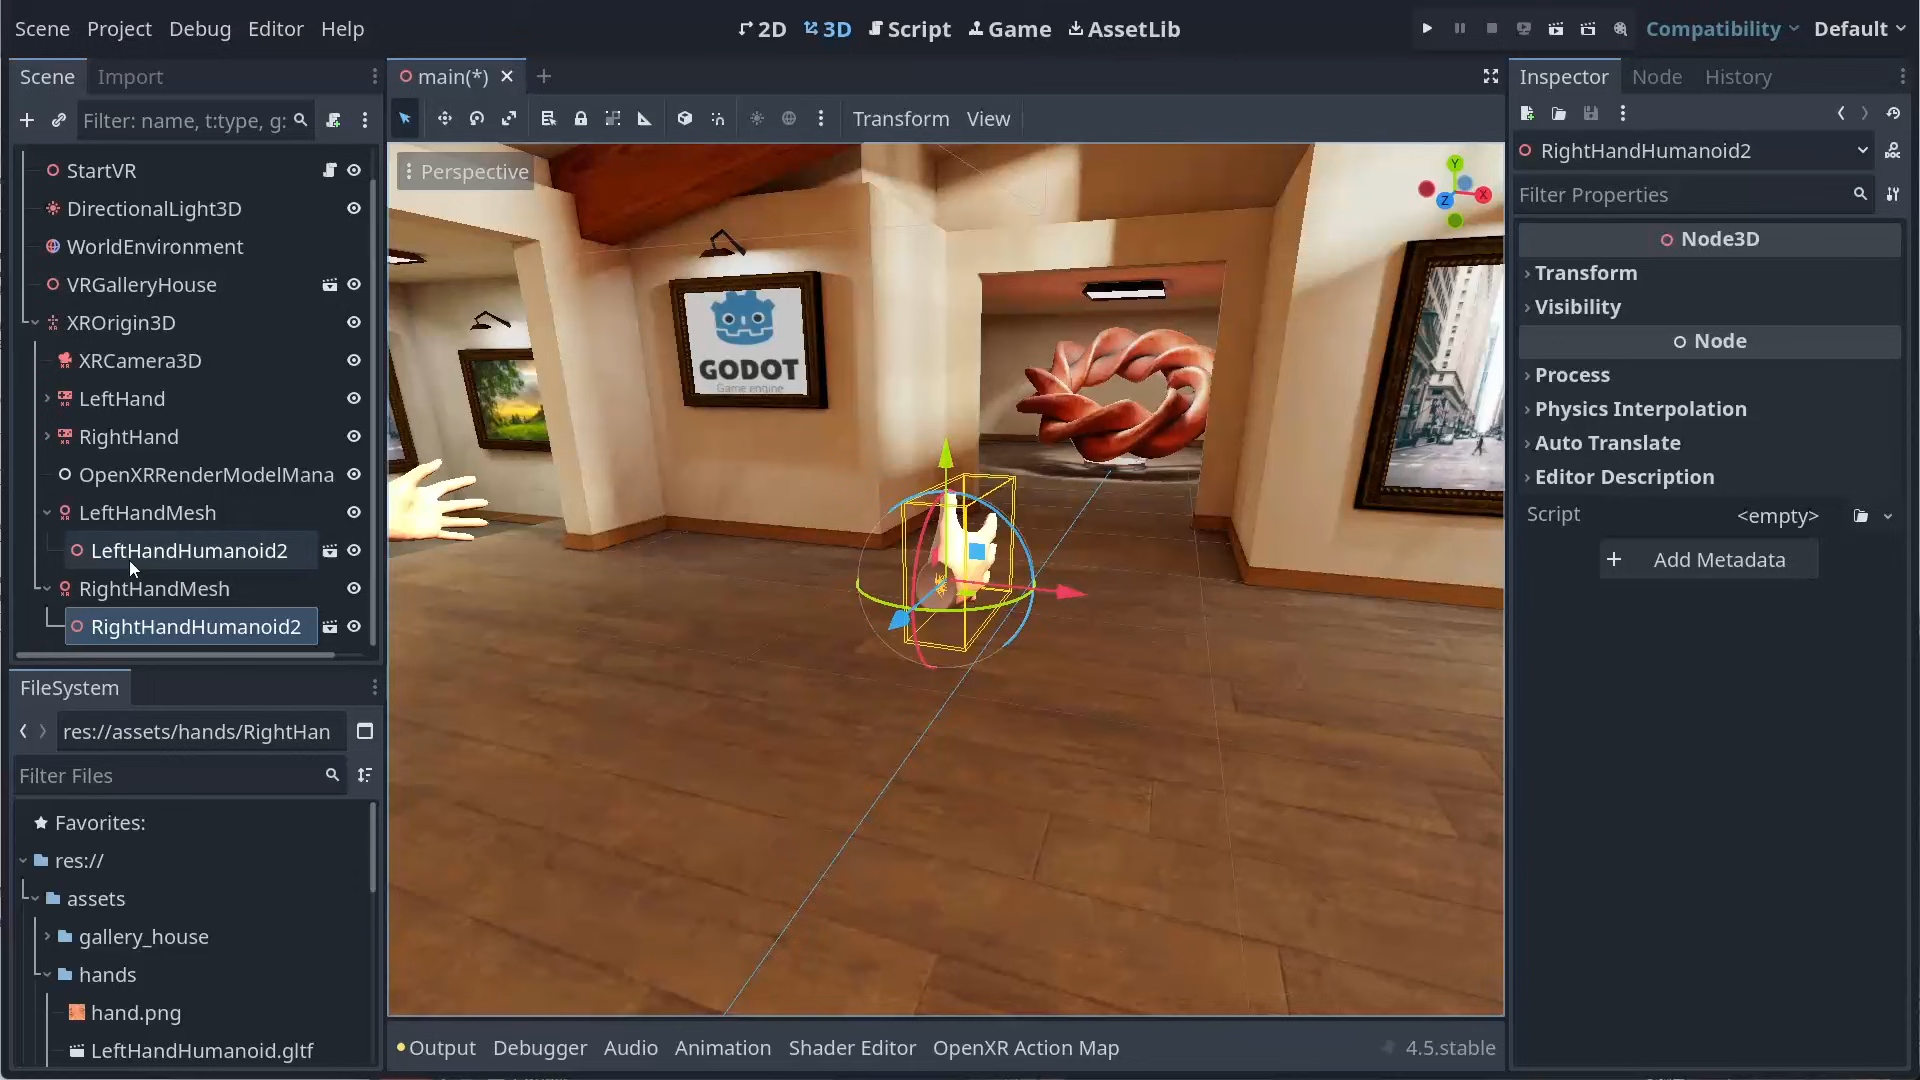 Scene Project Debug Editor Help
2D 3D Script Game AssetLib
Compatibility Default
Scene Import
Filter: name, t:type, g:
StartVR
DirectionalLight3D
WorldEnvironment
VRGalleryHouse
XROrigin3D
XRCamera3D
LeftHand
RightHand
OpenXRRenderModelMana
LeftHandMesh
LeftHandHumanoid2
RightHandMesh
RightHandHumanoid2
FileSystem
res://assets/hands/RightHan
Filter Files
Favorites:
res://
assets
gallery_house
hands
hand.png
LeftHandHumanoid.gltf
main(*)
Transform View
Perspective
Y
X
Z
GODOT
Game engine
Output Debugger Audio Animation Shader Editor OpenXR Action Map 4.5.stable
Inspector Node History
RightHandHumanoid2
Filter Properties
Node3D
Transform
Visibility
Node
Process
Physics Interpolation
Auto Translate
Editor Description
Script <empty>
Add Metadata